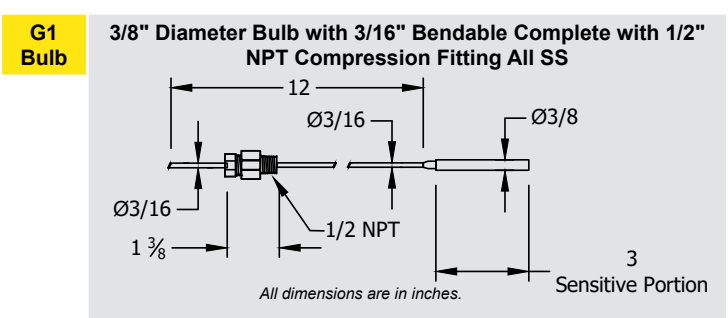 G1
Bulb
3/8" Diameter Bulb with 3/16" Bendable Complete with 1/2"
NPT Compression Fitting All SS
12
Ø3/16
Ø3/8
Ø3/16
1/2 NPT
1 ⅜
3
Sensitive Portion
All dimensions are in inches.